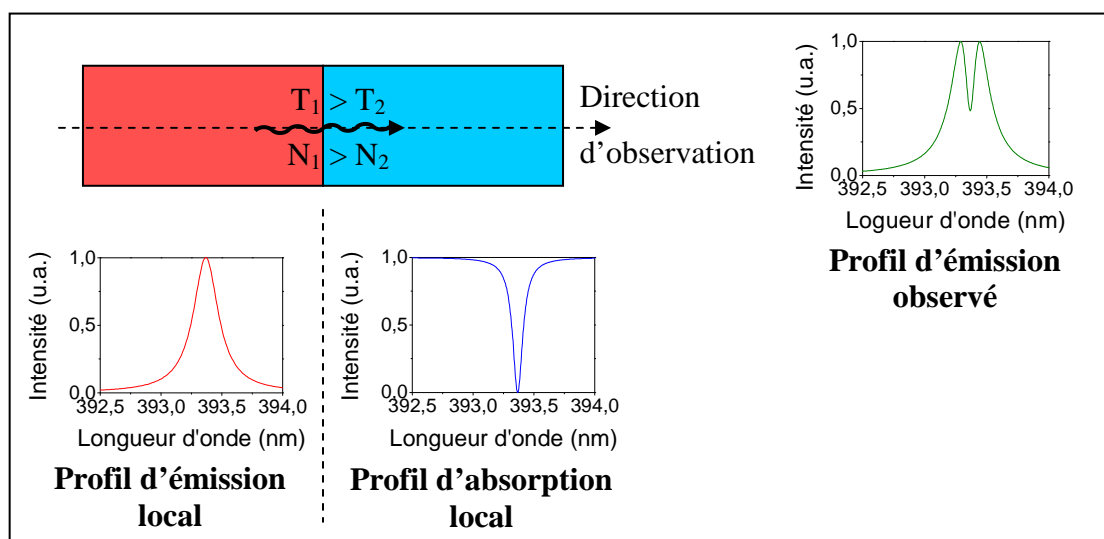 T1 > T2
N1 > N2
Direction
d’observation
Intensité (u.a.)
1,0
0,5
0,0
392,5 393,0 393,5 394,0
Logueur d'onde (nm)
Profil d’émission
observé
Intensité (u.a.)
1,0
0,5
0,0
392,5 393,0 393,5 394,0
Longueur d'onde (nm)
Profil d’émission
local
Intensité (u.a.)
1,0
0,5
0,0
392,5 393,0 393,5 394,0
Longueur d'onde (nm)
Profil d’absorption
local